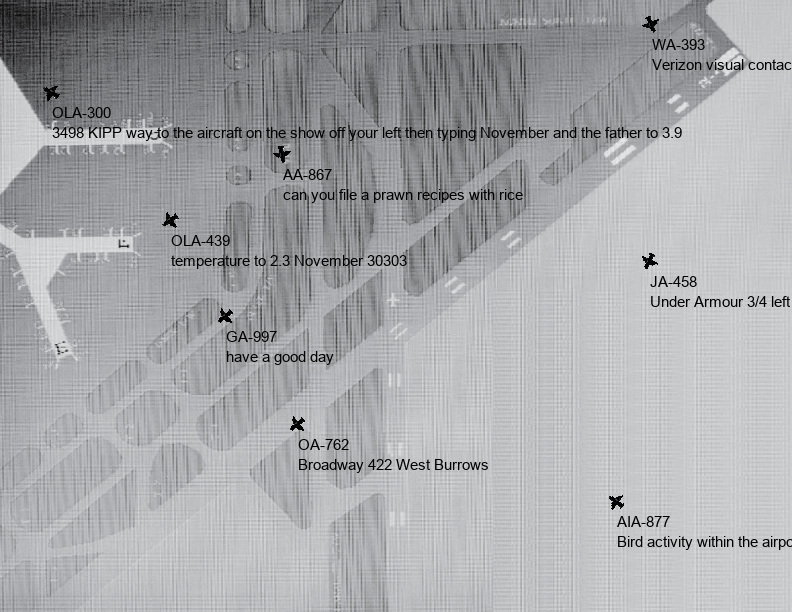 WA-393
Verizon visual contac
OLA-300
3498 KIPP way to the aircraft on the show off your left then typing November and the father to 3.9
AA-867
can you file a prawn recipes with rice
OLA-439
temperature to 2.3 November 30303
JA-458
Under Armour 3/4 left
GA-997
have a good day
OA-762
Broadway 422 West Burrows
AIA-877
Bird activity within the airpo